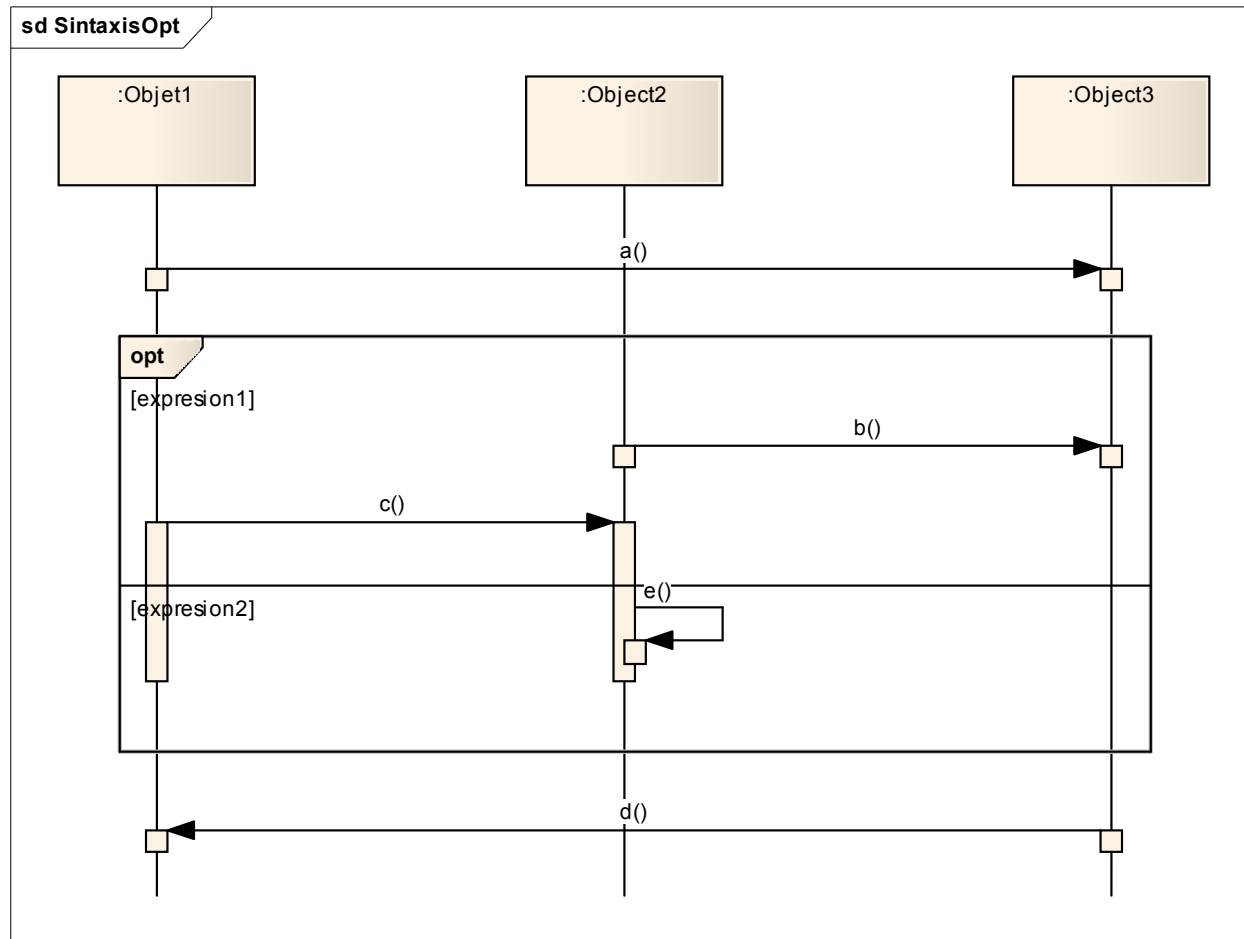 sd SintaxisOpt
:Objet1
:Object2
:Object3
a()
opt
[expresion1]
b()
c()
[expresion2]
e()
d()